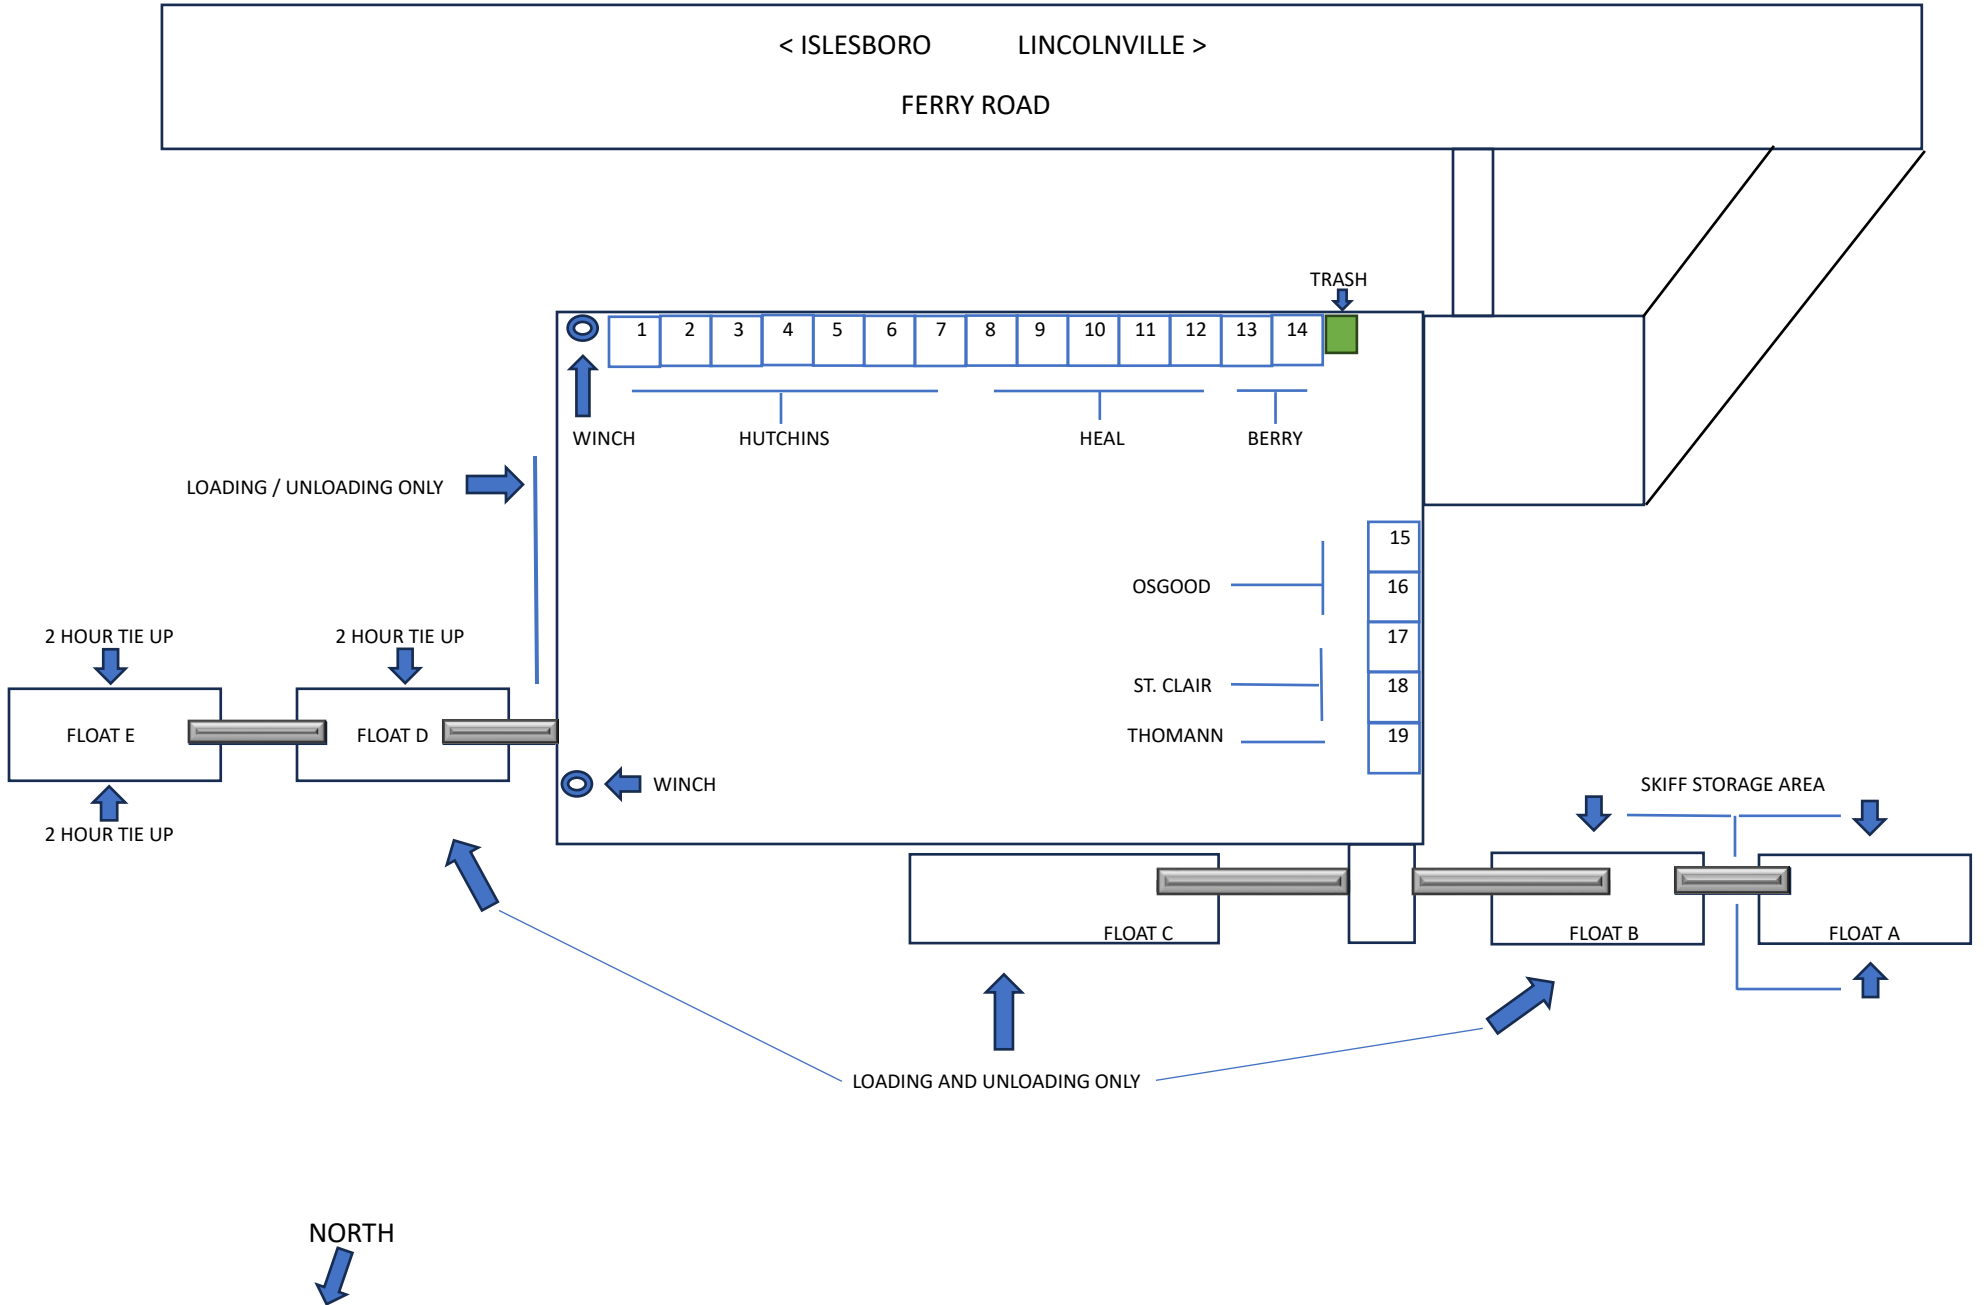 < ISLESBORO LINCOLNVILLE >
FERRY ROAD
TRASH
1 2 3 4 5 6 7 8 9 10 11 12 13 14
WINCH HUTCHINS HEAL BERRY
LOADING / UNLOADING ONLY
15
OSGOOD 16
2 HOUR TIE UP 2 HOUR TIE UP 17
ST. CLAIR 18
FLOAT E FLOAT D THOMANN 19
WINCH SKIFF STORAGE AREA
2 HOUR TIE UP
FLOAT C FLOAT B FLOAT A
LOADING AND UNLOADING ONLY
NORTH